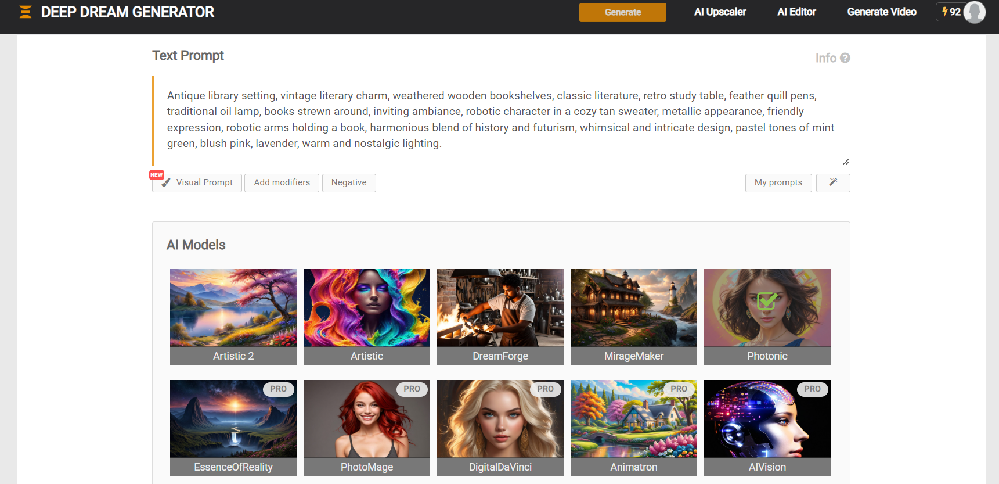 DEEP DREAM GENERATOR
Generate
AI Upscaler
AI Editor
Generate Video
92
Text Prompt
Info
Antique library setting, vintage literary charm, weathered wooden bookshelves, classic literature, retro study table, feather quill pens,
traditional oil lamp, books strewn around, inviting ambiance, robotic character in a cozy tan sweater, metallic appearance, friendly
expression, robotic arms holding a book, harmonious blend of history and futurism, whimsical and intricate design, pastel tones of mint
green, blush pink, lavender, warm and nostalgic lighting.
NEW
Visual Prompt
Add modifiers
Negative
My prompts
AI Models
Artistic 2
Artistic
DreamForge
MirageMaker
Photonic
PRO
PRO
PRO
PRO
PRO
EssenceOfReality
PhotoMage
DigitalDaVinci
Animatron
AIVision